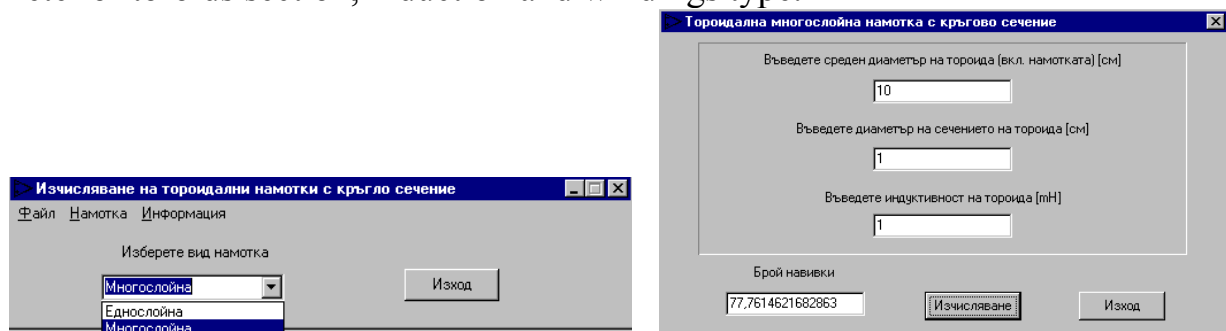 Тороидална многослойна намотка с кръгово сечение
Въведете среден диаметър на тороида (вкл. намотката) [см]
10
Въведете диаметър на сечението на тороида [см]
1
Въведете индуктивност на тороида [mH]
1
Брой навивки
77,7614621682863
Изчисляване
Изход
Изчисляване на тороидални намотки с кръгло сечение
Файл Намотка Информация
Изберете вид намотка
Многослойна
Изход
Еднослойна
Многослойна